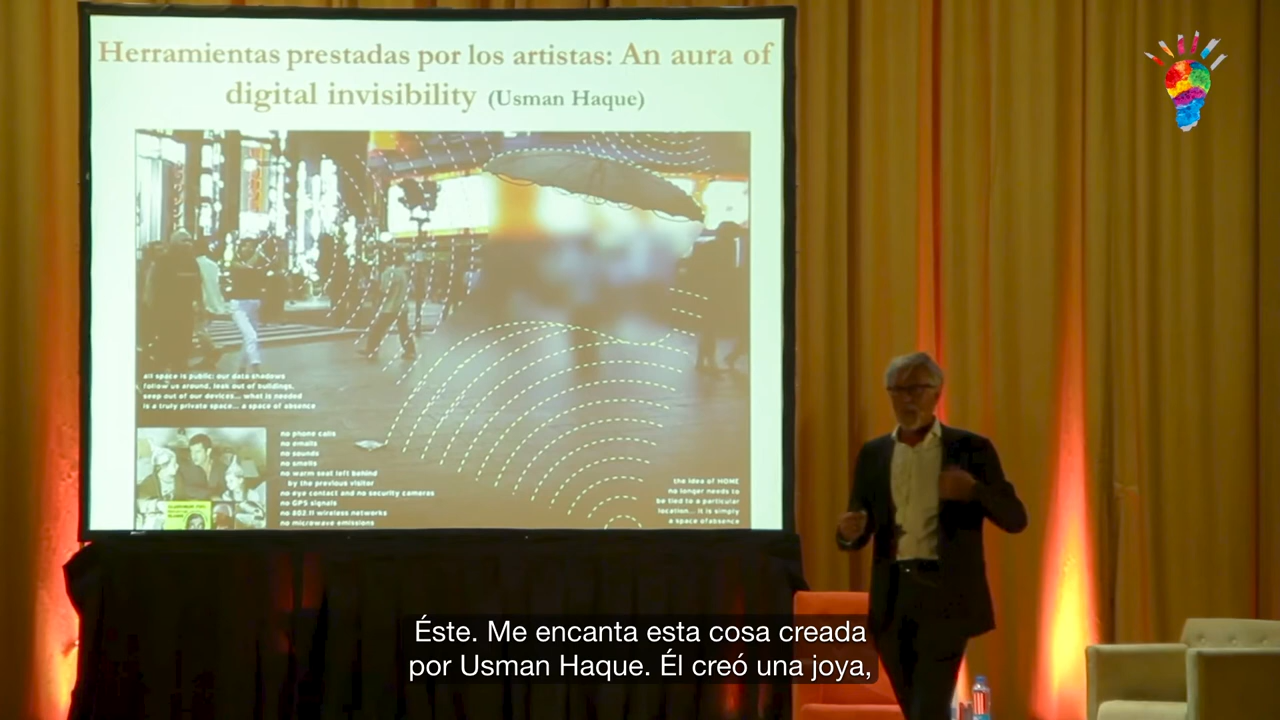 Herramientas prestadas por los artistas: An aura of
digital invisibility (Usman Haque)
all space is public: our data shadows
follow us around, leak out of buildings,
seep out of our devices... what is needed
is a truly private space... a space of absence
no phone calls
no emails
no sounds
no smells
no warm seat left behind
by the previous visitor
no eye contact and no security cameras
no GPS signals
no 802.11 wireless networks
no microwave emissions
the idea of HOME
no longer needs to
be tied to a particular
location... it is simply
a space of absence
Éste. Me encanta esta cosa creada
por Usman Haque. Él creó una joya,